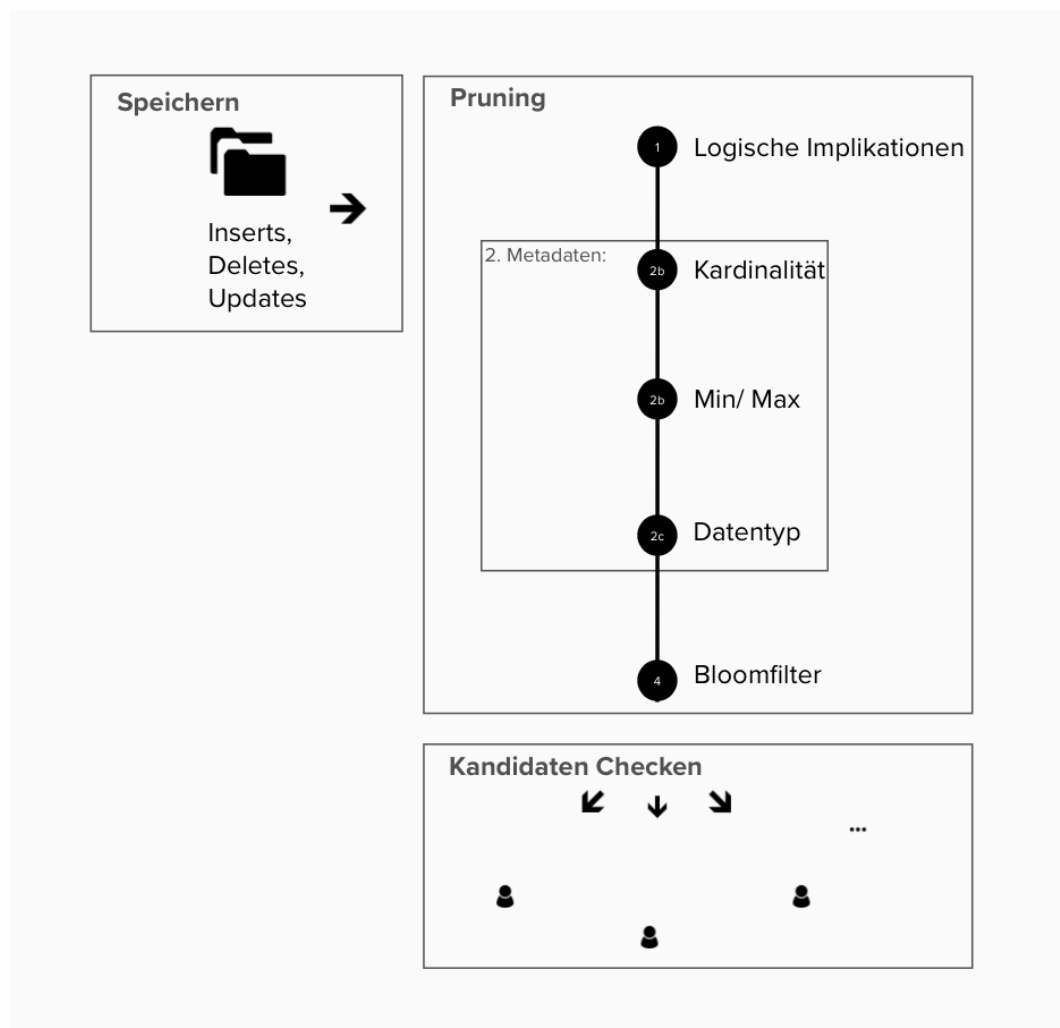 Speichern
Inserts,
Deletes,
Updates
Pruning
1 Logische Implikationen
2. Metadaten:
2b Kardinalität
2b Min/ Max
2c Datentyp
4 Bloomfilter
Kandidaten Checken
...